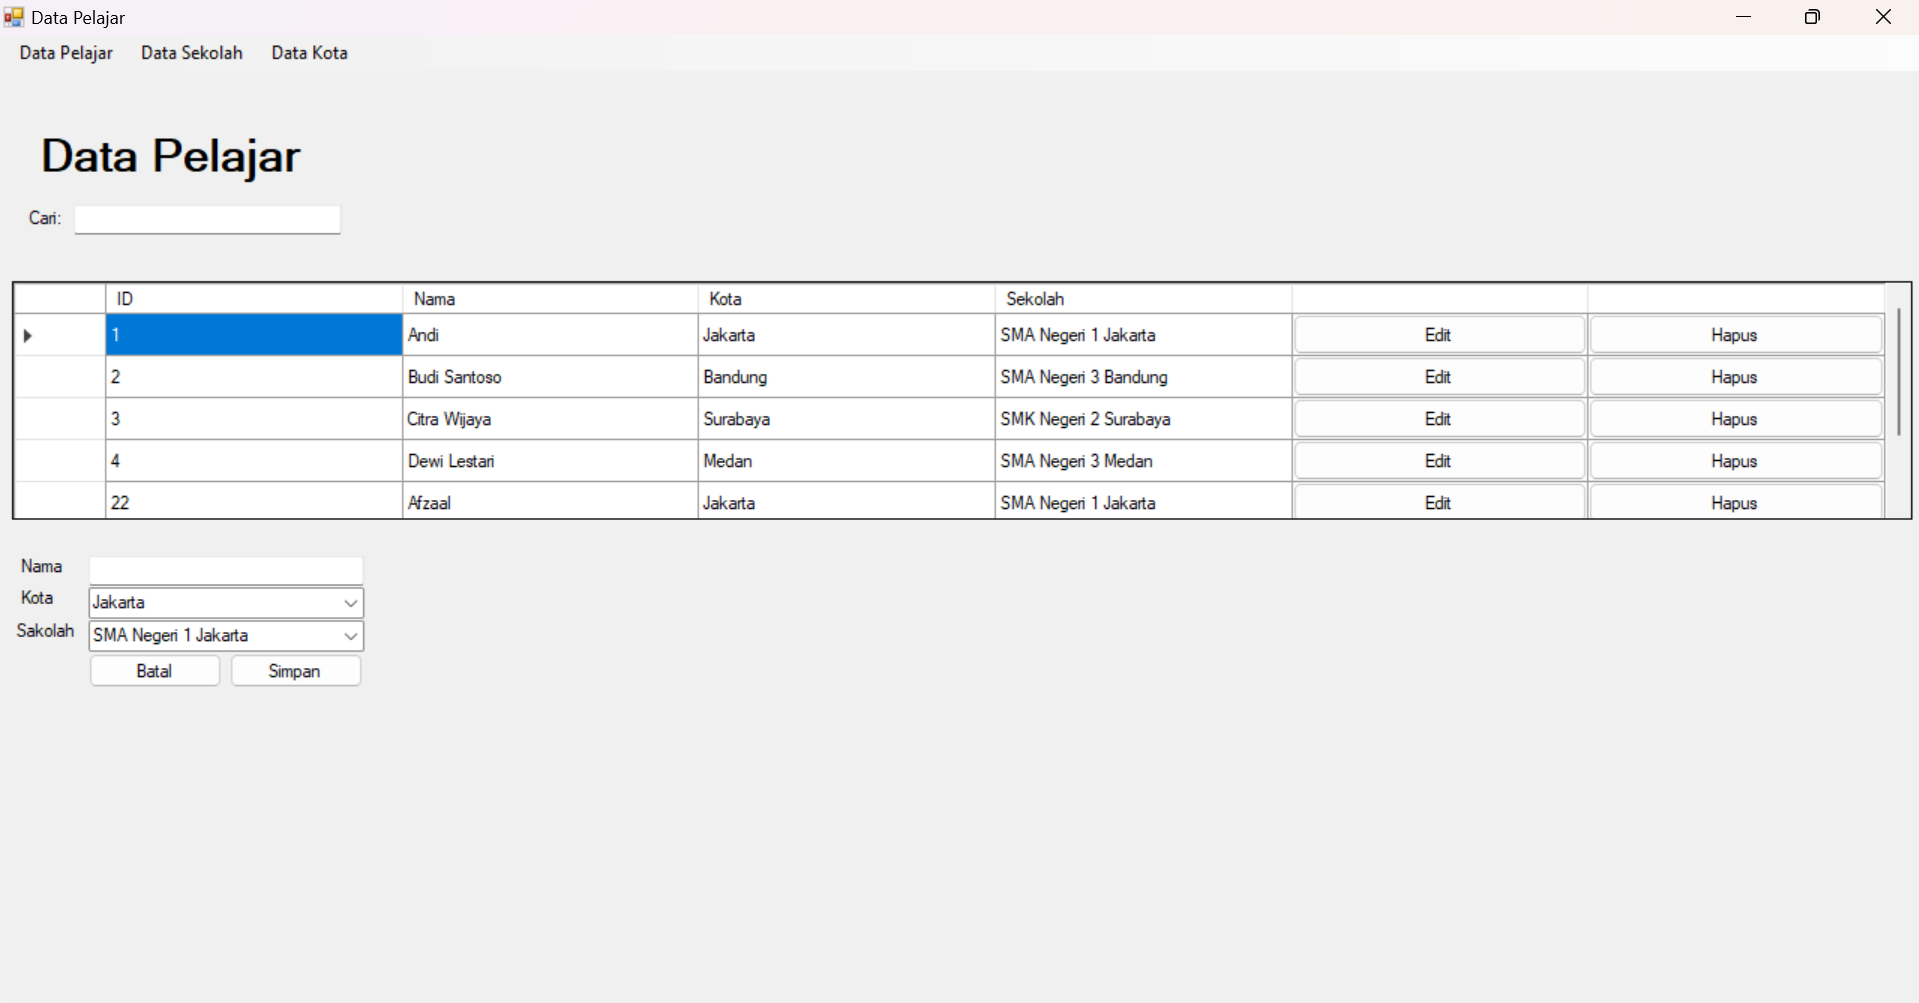 Data Pelajar
Data Pelajar Data Sekolah Data Kota
Data Pelajar
Cari:
ID Nama Kota Sekolah
1 Andi Jakarta SMA Negeri 1 Jakarta Edit Hapus
2 Budi Santoso Bandung SMA Negeri 3 Bandung Edit Hapus
3 Citra Wijaya Surabaya SMK Negeri 2 Surabaya Edit Hapus
4 Dewi Lestari Medan SMA Negeri 3 Medan Edit Hapus
22 Afzaal Jakarta SMA Negeri 1 Jakarta Edit Hapus
Nama
Kota Jakarta
Sakolah SMA Negeri 1 Jakarta
Batal Simpan